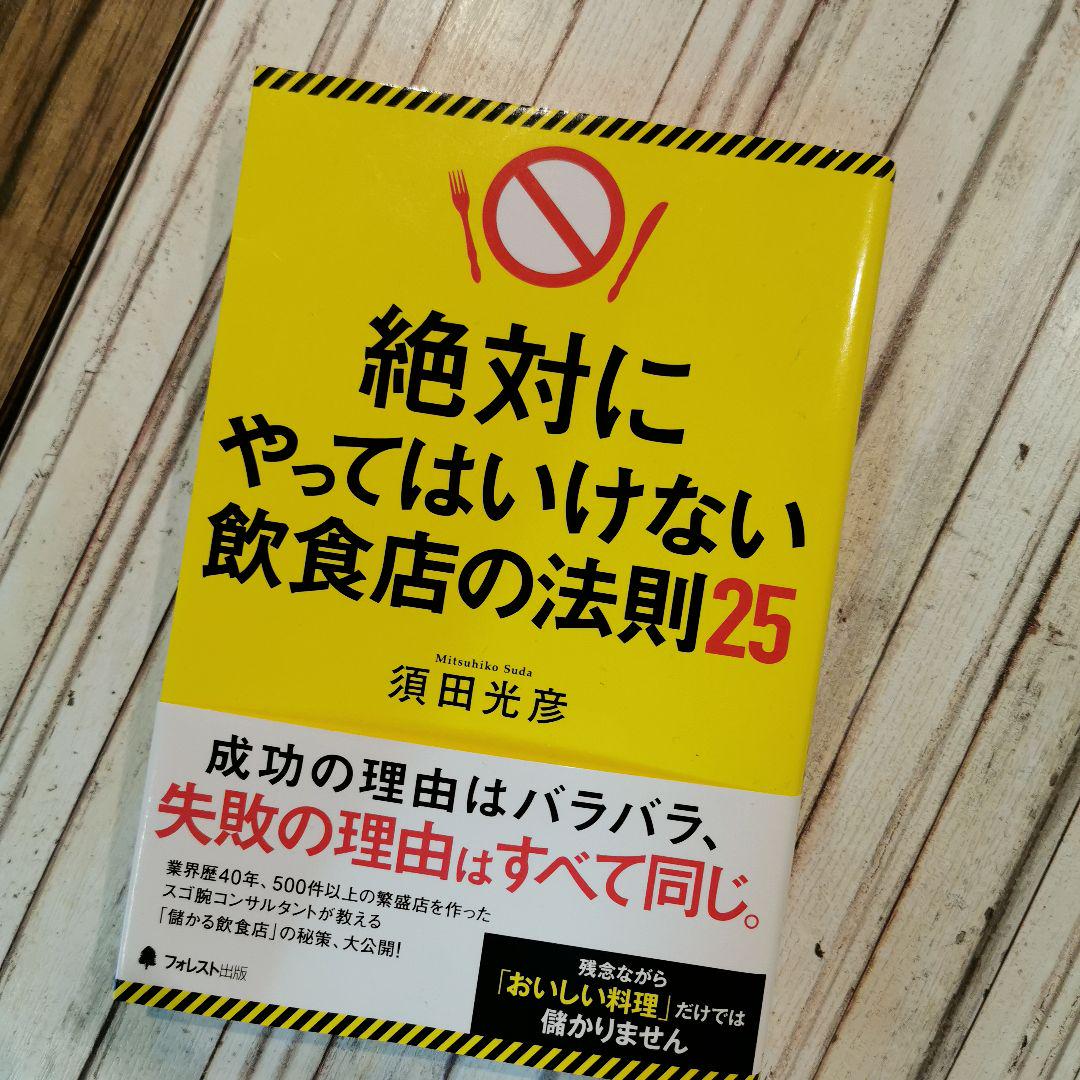 絶対に
やってはいけない
飲食店の法則25
Mitsuhiko Suda
須田光彦
成功の理由はバラバラ、
失敗の理由はすべて同じ。
業界歴40年、500件以上の繁盛店を作った
スゴ腕コンサルタントが教える
「儲かる飲食店」の秘策、大公開!
フォレスト出版
残念ながら
「おいしい料理」だけでは
儲かりません